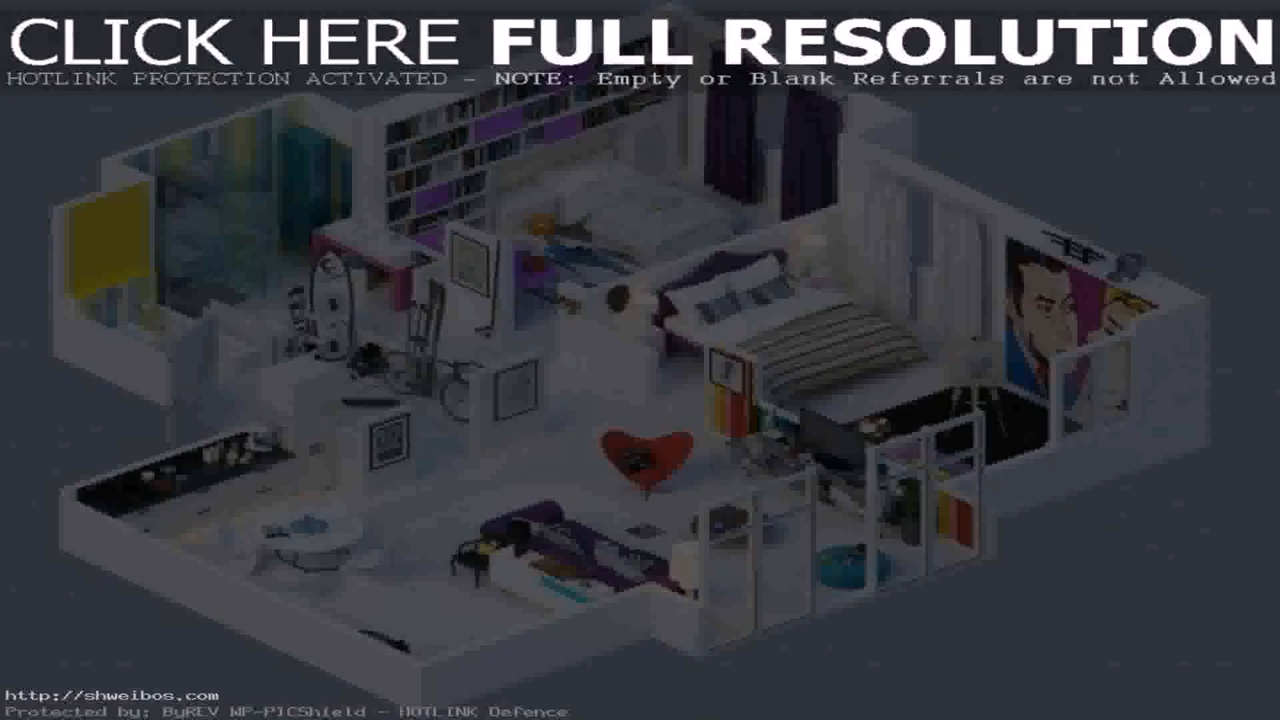 CLICK HERE FULL RESOLUTION
HOTLINK PROTECTION ACTIVATED - NOTE: Empty or Blank Referrals are not Allowed
http://shweibos.com
Protected by: ByREV WP-PICShield - HOTLINK Defence